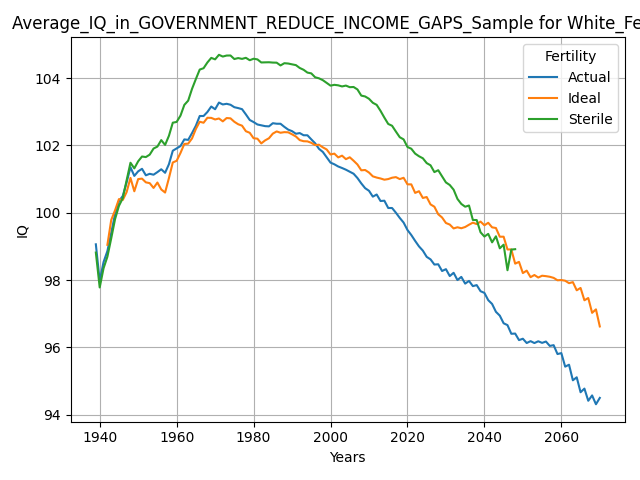 Average_IQ_in_GOVERNMENT_REDUCE_INCOME_GAPS_Sample for White_Fe
Fertility
Actual
Ideal
Sterile
104
102
100
98
96
94
IQ
1940 1960 1980 2000 2020 2040 2060
Years